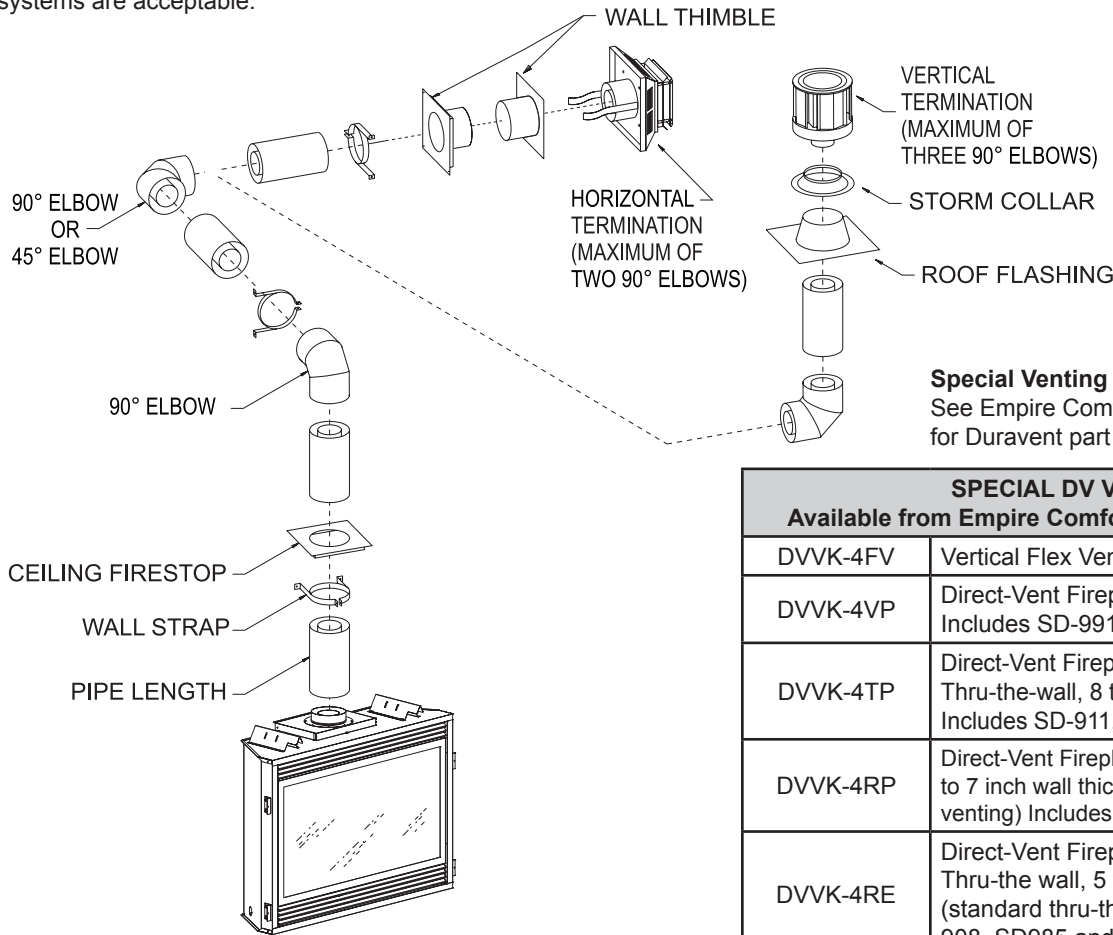 systems are acceptable.
WALL THIMBLE
VERTICAL
TERMINATION
(MAXIMUM OF
THREE 90° ELBOWS)
90° ELBOW
OR
45° ELBOW
HORIZONTAL
TERMINATION
(MAXIMUM OF
TWO 90° ELBOWS)
STORM COLLAR
ROOF FLASHING
90° ELBOW
Special Venting
See Empire Com
for Duravent part
CEILING FIRESTOP
WALL STRAP
PIPE LENGTH
SPECIAL DV V
Available from Empire Comfo
DVVK-4FV
Vertical Flex Ven
DVVK-4VP
Direct-Vent Firep
Includes SD-991
DVVK-4TP
Direct-Vent Firep
Thru-the-wall, 8 t
Includes SD-911
DVVK-4RP
Direct-Vent Firepl
to 7 inch wall thic
venting) Includes
DVVK-4RE
Direct-Vent Firep
Thru-the wall, 5
(standard thru-th
908, SD985 and